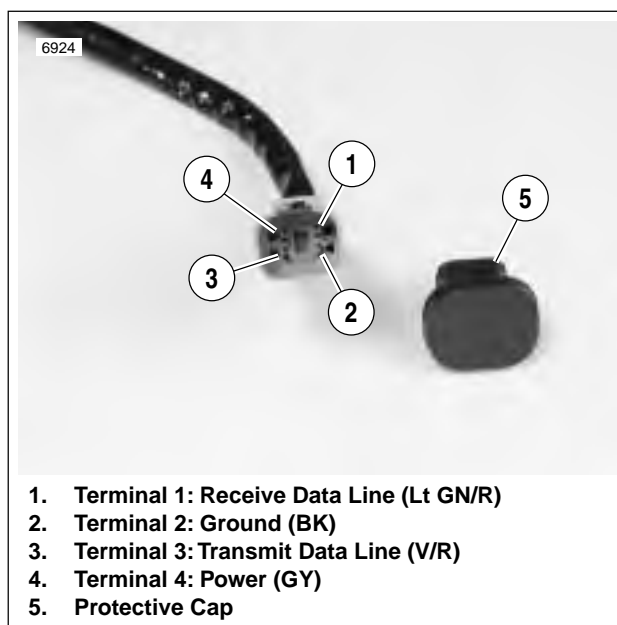 6924
1
4
5
3
2
1. Terminal 1: Receive Data Line (Lt GN/R)
2. Terminal 2: Ground (BK)
3. Terminal 3: Transmit Data Line (V/R)
4. Terminal 4: Power (GY)
5. Protective Cap